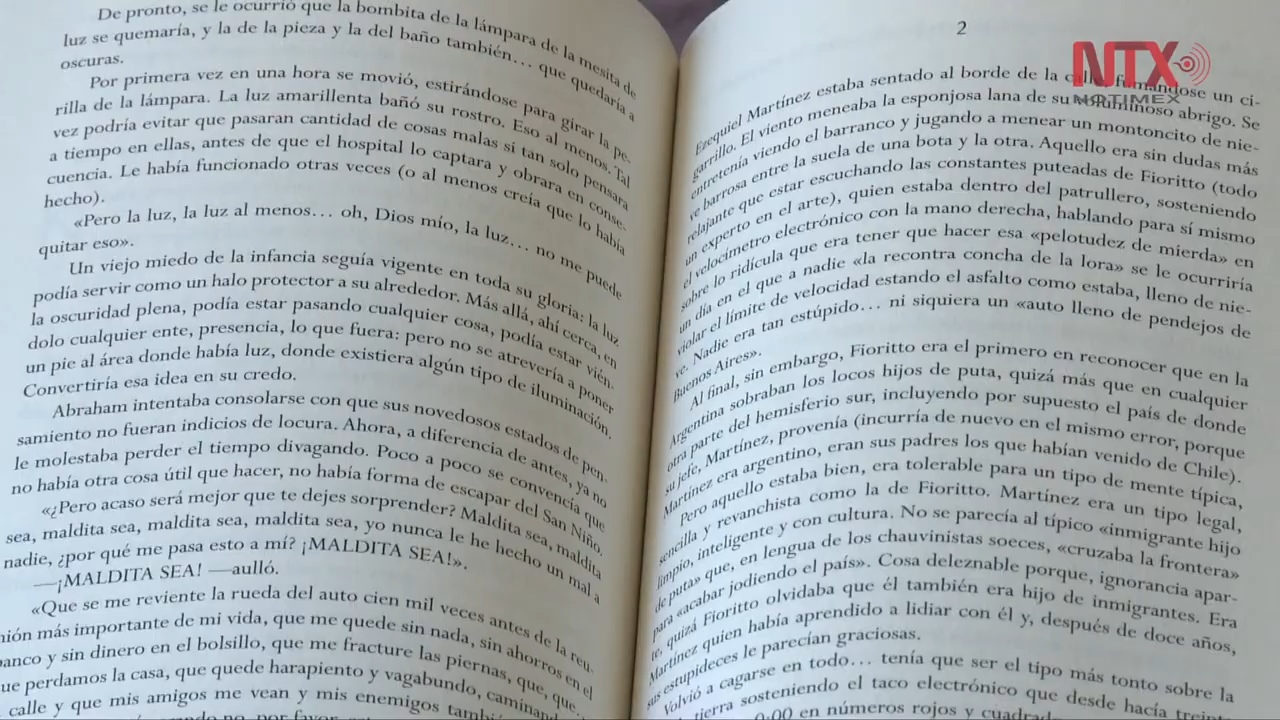 De pronto, se le ocurrió que la bombita de la lámpara de la mesita de
luz se quemaría, y la de la pieza y la del baño también… que quedaría a
oscuras.
Por primera vez en una hora se movió, estirándose para girar la pe-
rilla de la lámpara. La luz amarillenta bañó su rostro. Eso al menos. Tal
vez podría evitar que pasaran cantidad de cosas malas si tan solo pensara
a tiempo en ellas, antes de que el hospital lo captara y obrara en conse-
cuencia. Le había funcionado otras veces (o al menos creía que lo había
hecho).
«Pero la luz, la luz al menos… oh, Dios mío, la luz… no me puede
quitar eso».
Un viejo miedo de la infancia seguía vigente en toda su gloria: la luz
podía servir como un halo protector a su alrededor. Más allá, ahí cerca, en
la oscuridad plena, podía estar pasando cualquier cosa, podía estar vién-
dolo cualquier ente, presencia, lo que fuera: pero no se atrevería a poner
un pie al área donde había luz, donde existiera algún tipo de iluminación.
Convertiría esa idea en su credo.
Abraham intentaba consolarse con que sus novedosos estados de pen-
samiento no fueran indicios de locura. Ahora, a diferencia de antes, ya no
le molestaba perder el tiempo divagando. Poco a poco se convencía que
no había otra cosa útil que hacer, no había forma de escapar del San Niño.
«¿Pero acaso será mejor que te dejes sorprender? Maldita sea, maldita
sea, maldita sea, maldita sea, maldita sea, yo nunca le he hecho un mal a
nadie, ¿por qué me pasa esto a mí? ¡MALDITA SEA!».
—¡MALDITA SEA! —aulló.
«Que se me reviente la rueda del auto cien mil veces antes de la reu-
nión más importante de mi vida, que me quede sin nada, sin ahorros en el
banco y sin dinero en el bolsillo, que me fracture las piernas, que, que…
que perdamos la casa, que quede harapiento y vagabundo, caminando
calle y que mis amigos me vean y mis enemigos también
no, por favor
2
Ezequiel Martínez estaba sentado al borde de la calle fumándose un ci-
garrillo. El viento meneaba la esponjosa lana de su voluminoso abrigo. Se
entretenía viendo el barranco y jugando a menear un montoncito de nie-
ve barrosa entre la suela de una bota y la otra. Aquello era sin dudas más
relajante que estar escuchando las constantes puteadas de Fioritto (todo
un experto en el arte), quien estaba dentro del patrullero, sosteniendo
el velocímetro electrónico con la mano derecha, hablando para sí mismo
sobre lo ridícula que era tener que hacer esa «pelotudez de mierda» en
un día en el que a nadie «la recontra concha de la lora» se le ocurriría
violar el límite de velocidad estando el asfalto como estaba, lleno de nie-
ve. Nadie era tan estúpido… ni siquiera un «auto lleno de pendejos de
Buenos Aires».
Al final, sin embargo, Fioritto era el primero en reconocer que en la
Argentina sobraban los locos hijos de puta, quizá más que en cualquier
otra parte del hemisferio sur, incluyendo por supuesto el país de donde
su jefe, Martínez, provenía (incurría de nuevo en el mismo error, porque
Martínez era argentino, eran sus padres los que habían venido de Chile).
Pero aquello estaba bien, era tolerable para un tipo de mente típica,
sencilla y revanchista como la de Fioritto. Martínez era un tipo legal,
limpio, inteligente y con cultura. No se parecía al típico «inmigrante hijo
de puta» que, en lengua de los chauvinistas soeces, «cruzaba la frontera»
para «acabar jodiendo el país». Cosa deleznable porque, ignorancia apar-
te, quizá Fioritto olvidaba que él también era hijo de inmigrantes. Era
Martínez quien había aprendido a lidiar con él y, después de doce años,
sus estupideces le parecían graciosas.
Volvió a cagarse en todo… tenía que ser el tipo más tonto sobre la
tierra sosteniendo el taco electrónico que desde hacía treinta
0:00 en números rojos y cuadrad
NTX
NOTIMEX